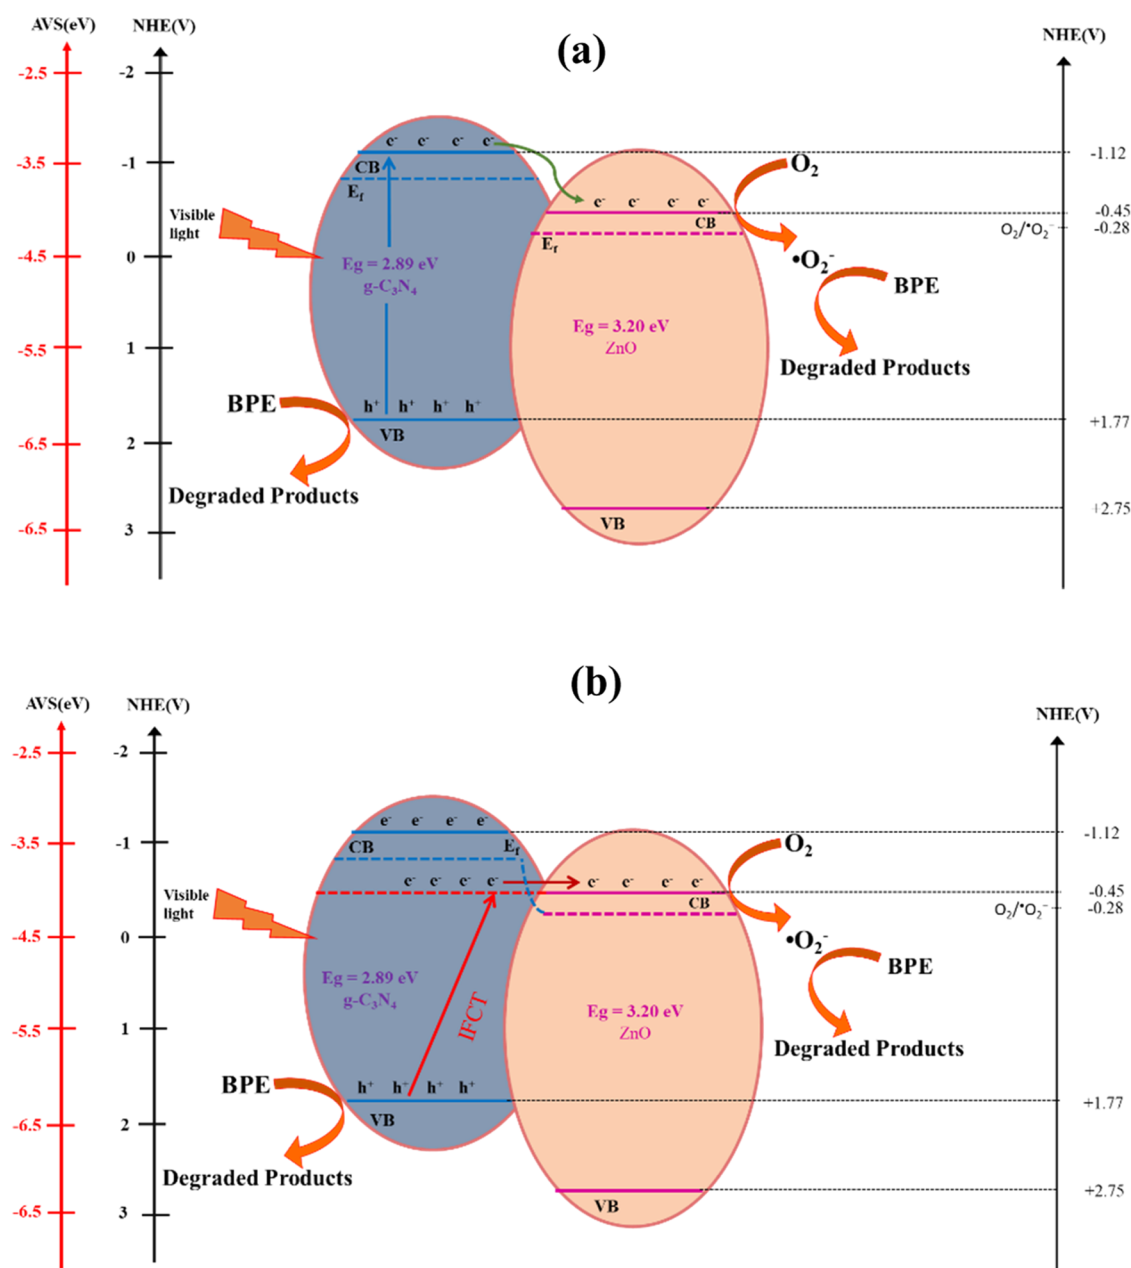 (a)
AVS(eV)
NHE(V)
NHE(V)
-2.5
-2
e⁻ e⁻ e⁻ e⁻
-3.5
-1
CB
-1.12
O₂
E_f
e⁻ e⁻ e⁻ e⁻
Visible
light
CB
-0.45
O₂/•O₂⁻
-0.28
E_f
-4.5
0
Eg = 2.89 eV
g-C₃N₄
•O₂⁻
BPE
Eg = 3.20 eV
ZnO
-5.5
1
Degraded Products
BPE
h⁺ h⁺ h⁺ h⁺
VB
+1.77
-6.5
2
Degraded Products
+2.75
VB
-6.5
3
(b)
AVS(eV)
NHE(V)
NHE(V)
-2.5
-2
e⁻ e⁻ e⁻ e⁻
-3.5
-1
CB
E_f
-1.12
O₂
e⁻ e⁻ e⁻ e⁻
e⁻ e⁻ e⁻ e⁻
Visible
light
CB
-0.45
O₂/•O₂⁻
-0.28
-4.5
0
•O₂⁻
BPE
Eg = 2.89 eV
g-C₃N₄
IFCT
Eg = 3.20 eV
ZnO
-5.5
1
Degraded Products
BPE
h⁺ h⁺ h⁺ h⁺
VB
+1.77
-6.5
2
Degraded Products
+2.75
VB
-6.5
3